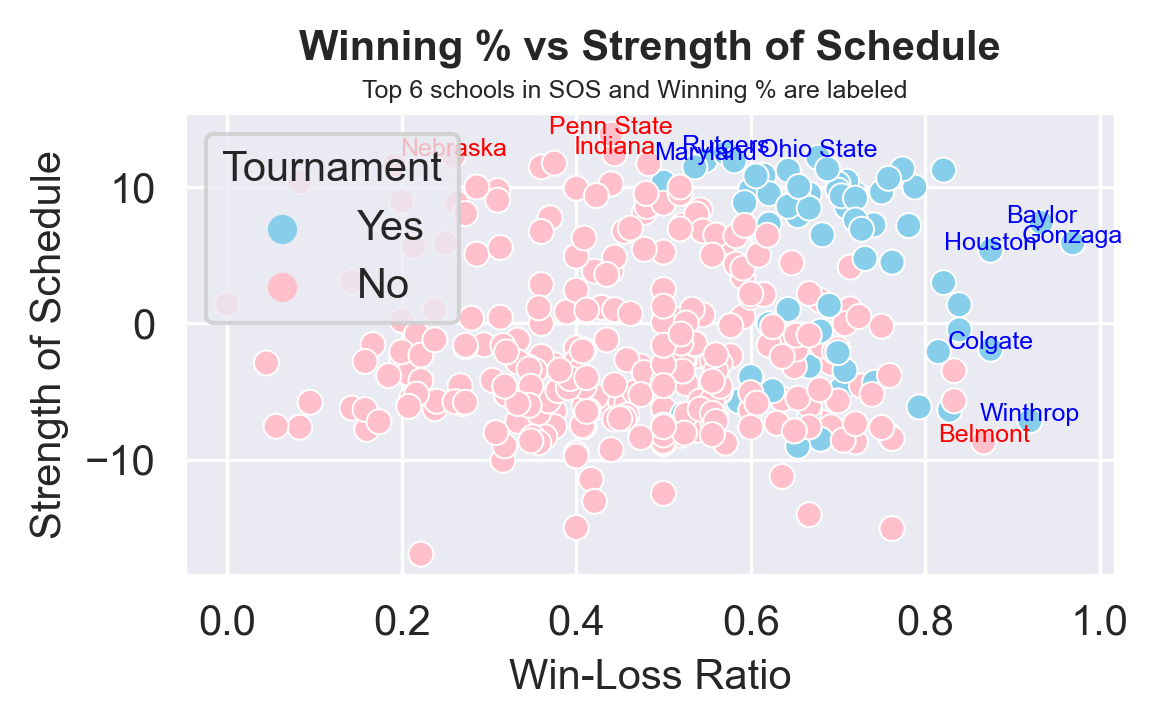 Winning % vs Strength of Schedule
Top 6 schools in SOS and Winning % are labeled
Strength of Schedule
10
0
−10
Tournament
Yes
No
Penn State
Nebraska
Indiana
Rutgers
Maryland
Ohio State
Baylor
Gonzaga
Houston
Colgate
Winthrop
Belmont
0.0 0.2 0.4 0.6 0.8 1.0
Win-Loss Ratio